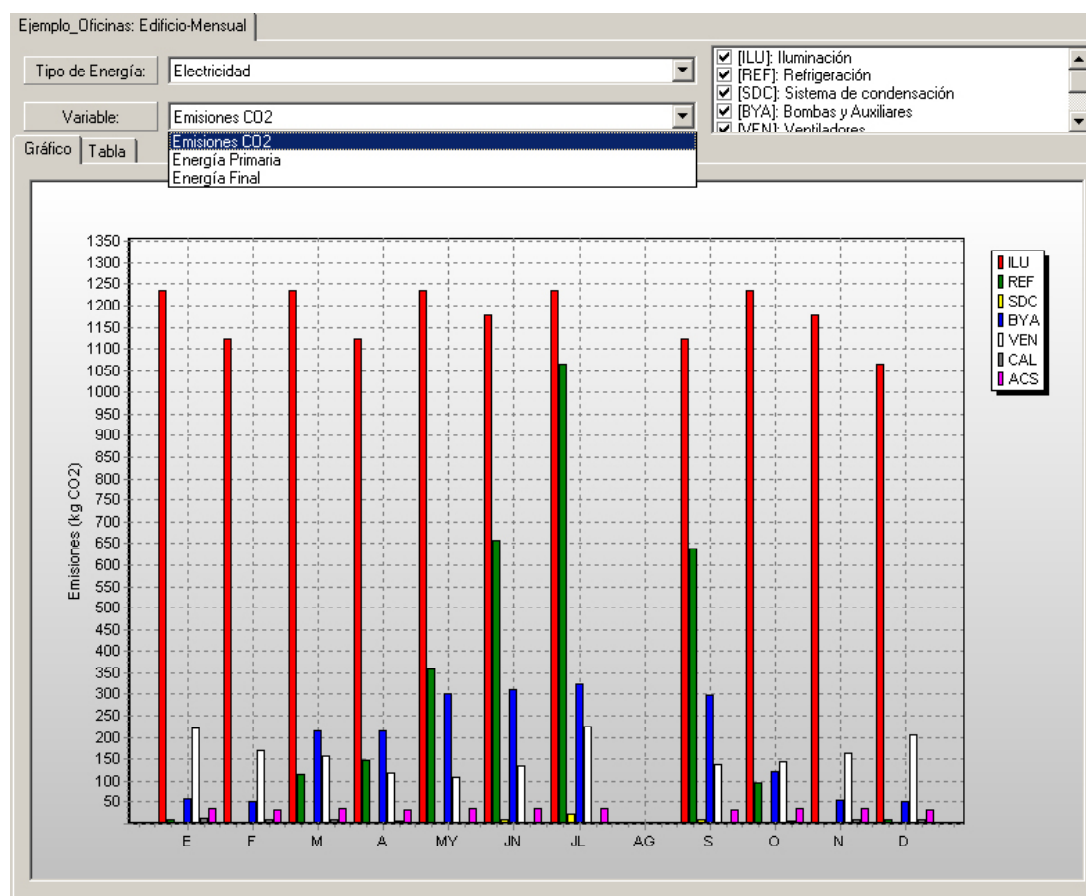 Ejemplo_Oficinas: Edificio-Mensual
Tipo de Energía: Electricidad
[ILU]: Iluminación
[REF]: Refrigeración
[SDC]: Sistema de condensación
[BYA]: Bombas y Auxiliares
[VEN]: Ventiladores
Variable: Emisiones CO2
Emisiones CO2
Energía Primaria
Energía Final
Gráfico Tabla
1350
1300
1250
1200
1150
1100
1050
1000
950
900
850
800
750
700
650
600
550
500
450
400
350
300
250
200
150
100
50
Emisiones (kg CO2)
E F M A MY JN JL AG S O N D
ILU
REF
SDC
BYA
VEN
CAL
ACS